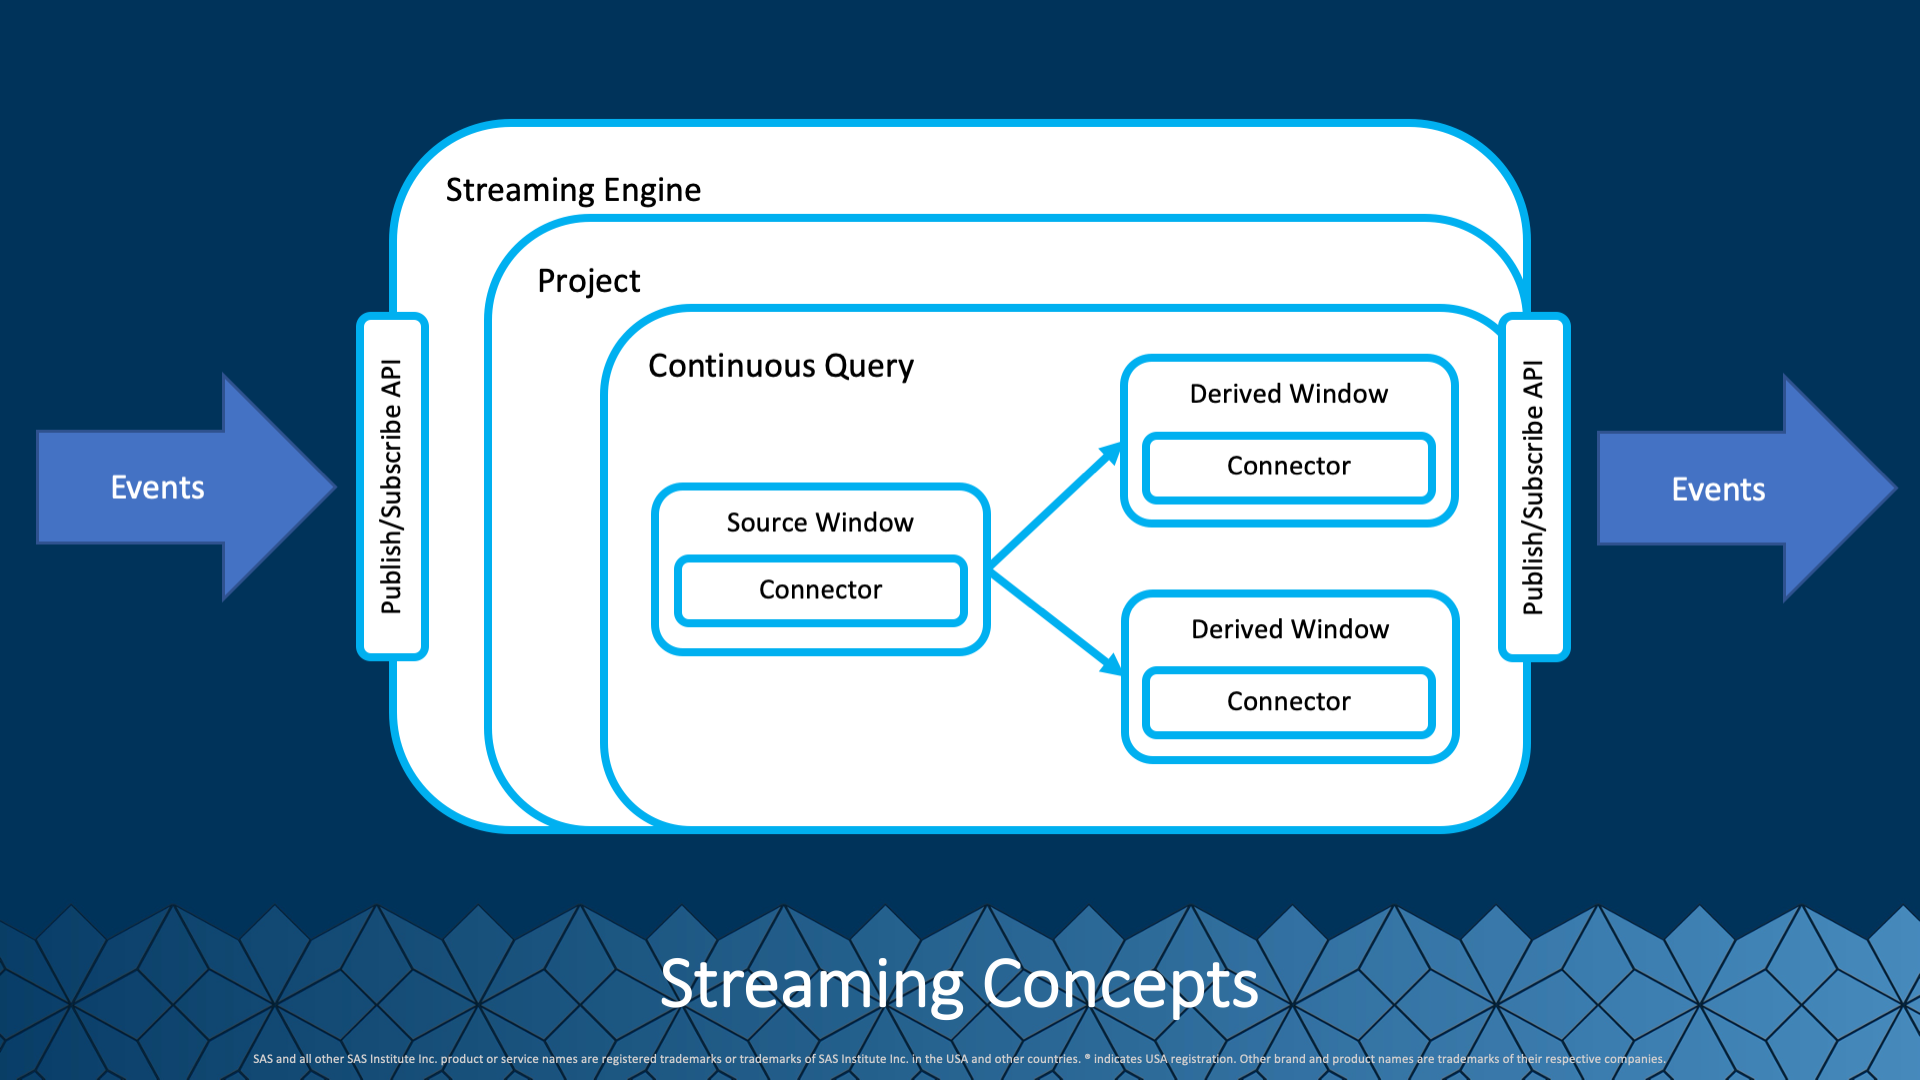 Streaming Engine
Project
Continuous Query
Events
Publish/Subscribe API
Source Window
Connector
Derived Window
Connector
Derived Window
Connector
Publish/Subscribe API
Events
Streaming Concepts
SAS and all other SAS Institute Inc. product or service names are registered trademarks or trademarks of SAS Institute Inc. in the USA and other countries. ® indicates USA registration. Other brand and product names are trademarks of their respective companies.